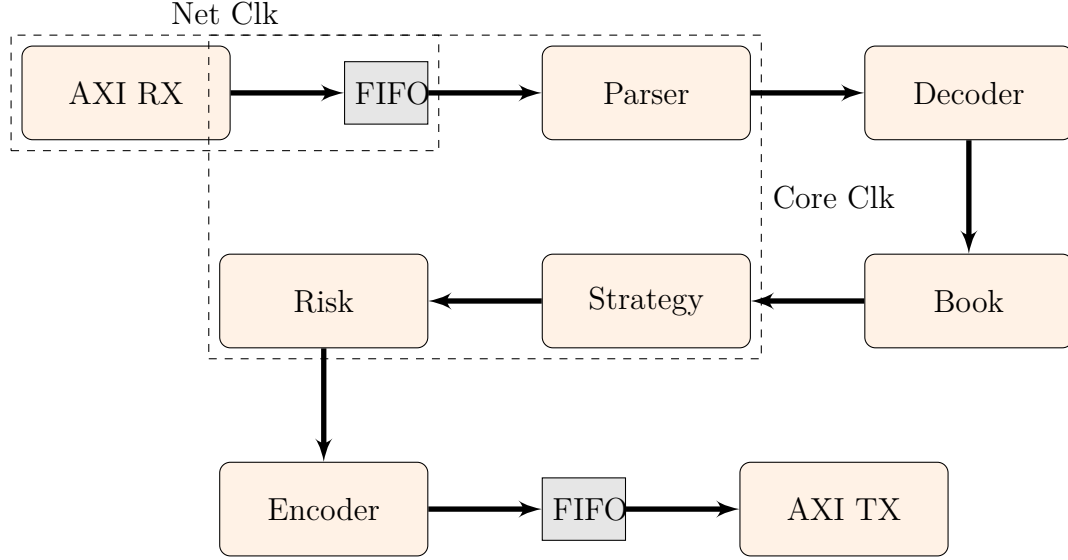 Net Clk
AXI RX
FIFO
Parser
Decoder
Core Clk
Risk
Strategy
Book
Encoder
FIFO
AXI TX